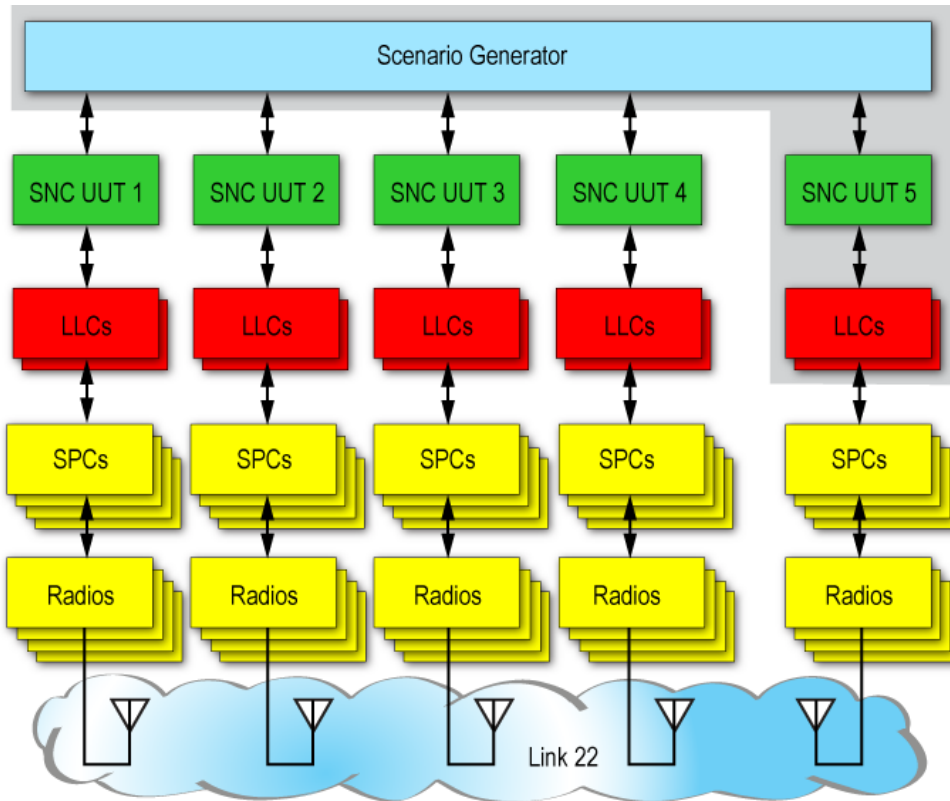 Scenario Generator
SNC UUT 1
SNC UUT 2
SNC UUT 3
SNC UUT 4
SNC UUT 5
LLCs
LLCs
LLCs
LLCs
LLCs
SPCs
SPCs
SPCs
SPCs
SPCs
Radios
Radios
Radios
Radios
Radios
Link 22